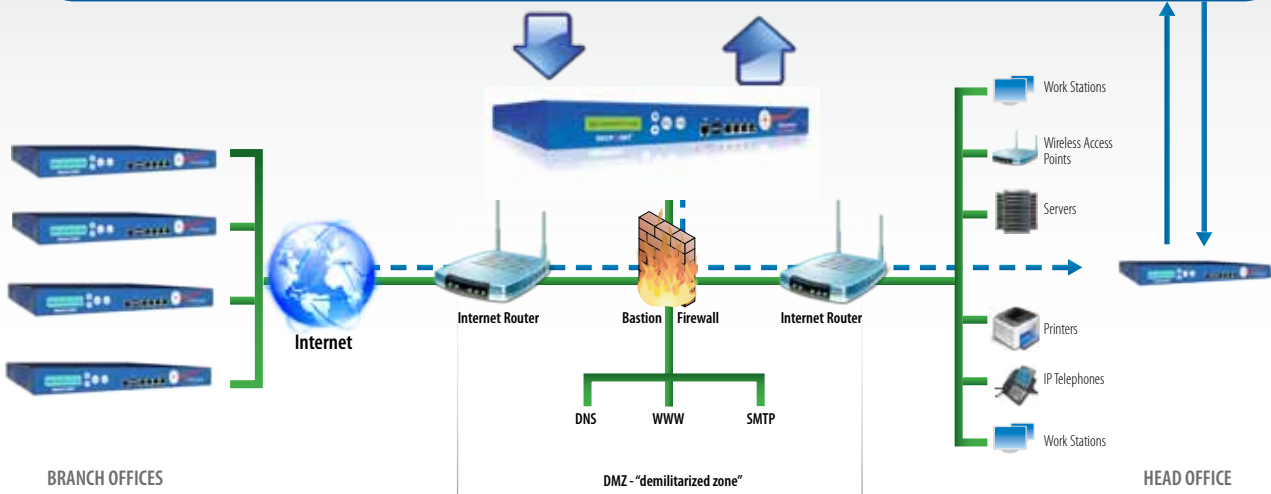 Work Stations
Wireless Access
Points
Servers
Internet Router
Bastion Firewall
Internet Router
Internet
Printers
IP Telephones
DNS
WWW
SMTP
Work Stations
BRANCH OFFICES
DMZ - “demilitarized zone”
HEAD OFFICE